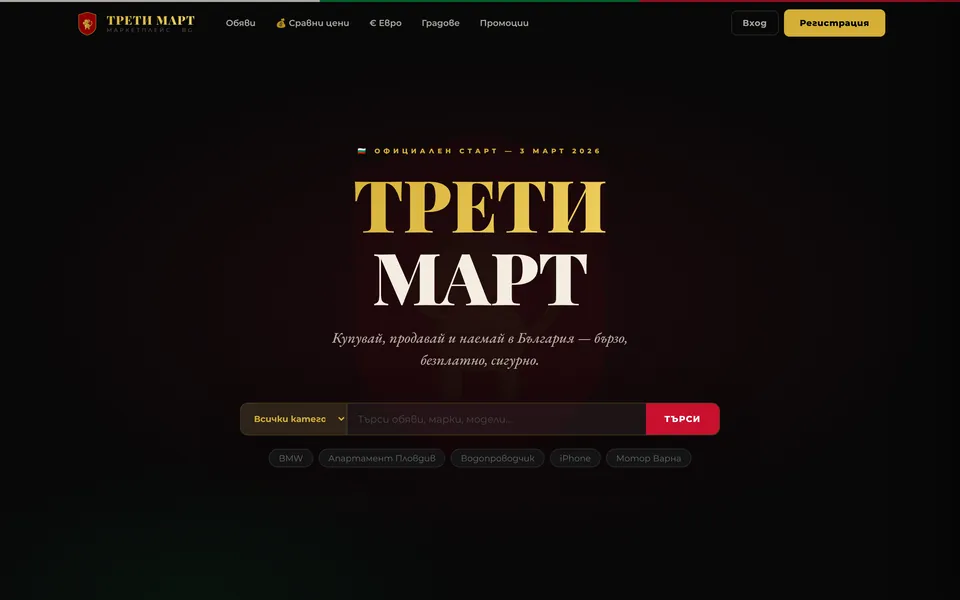 ТРЕТИ МАРТ
МАРКЕТПЛЕЙС · BG
Обяви
💰 Сравни цени
€ Евро
Градове
Промоции
Вход
Регистрация
🇧🇬 ОФИЦИАЛЕН СТАРТ — 3 МАРТ 2026
ТРЕТИ
МАРТ
Купувай, продавай и наемай в България — бързо,
безплатно, сигурно.
Всички катего
Търси обяви, марки, модели...
ТЪРСИ
BMW
Апартамент Пловдив
Водопроводчик
iPhone
Мотор Варна